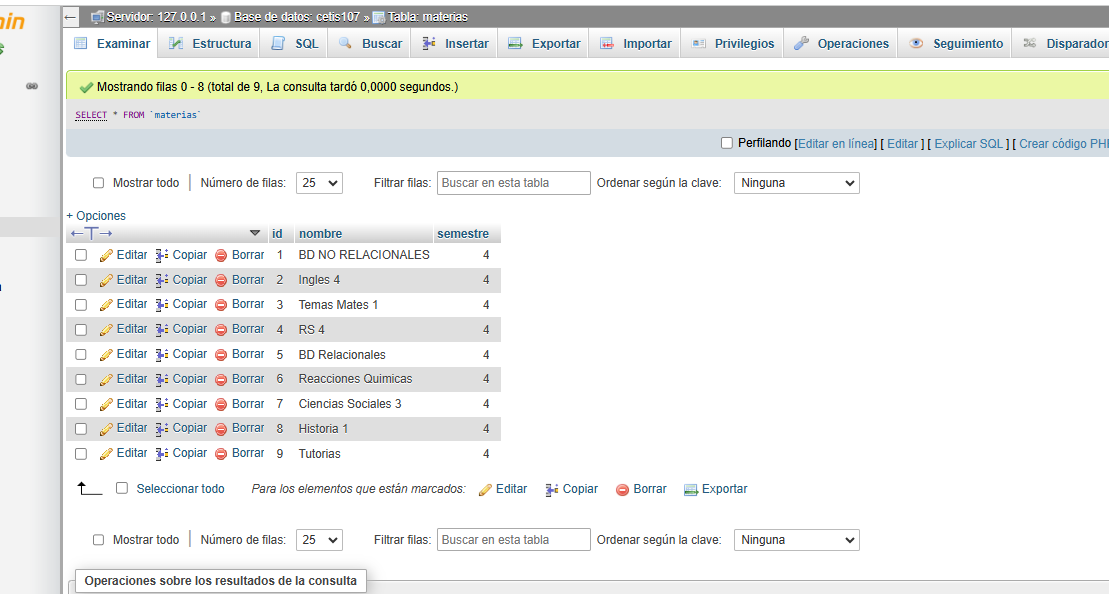 Servidor: 127.0.0.1 » Base de datos: cetis107 » Tabla: materias
Examinar Estructura SQL Buscar Insertar Exportar Importar Privilegios Operaciones Seguimiento Disparador
Mostrando filas 0 - 8 (total de 9, La consulta tardó 0,0000 segundos.)
SELECT * FROM `materias`
Perfilando [Editar en línea] [ Editar ] [ Explicar SQL ] [ Crear código PH
Mostrar todo Número de filas: 25 Filtrar filas: Buscar en esta tabla Ordenar según la clave: Ninguna
+ Opciones
←T→ id nombre semestre
Editar Copiar Borrar 1 BD NO RELACIONALES 4
Editar Copiar Borrar 2 Ingles 4 4
Editar Copiar Borrar 3 Temas Mates 1 4
Editar Copiar Borrar 4 RS 4 4
Editar Copiar Borrar 5 BD Relacionales 4
Editar Copiar Borrar 6 Reacciones Quimicas 4
Editar Copiar Borrar 7 Ciencias Sociales 3 4
Editar Copiar Borrar 8 Historia 1 4
Editar Copiar Borrar 9 Tutorias 4
Seleccionar todo Para los elementos que están marcados: Editar Copiar Borrar Exportar
Mostrar todo Número de filas: 25 Filtrar filas: Buscar en esta tabla Ordenar según la clave: Ninguna
Operaciones sobre los resultados de la consulta